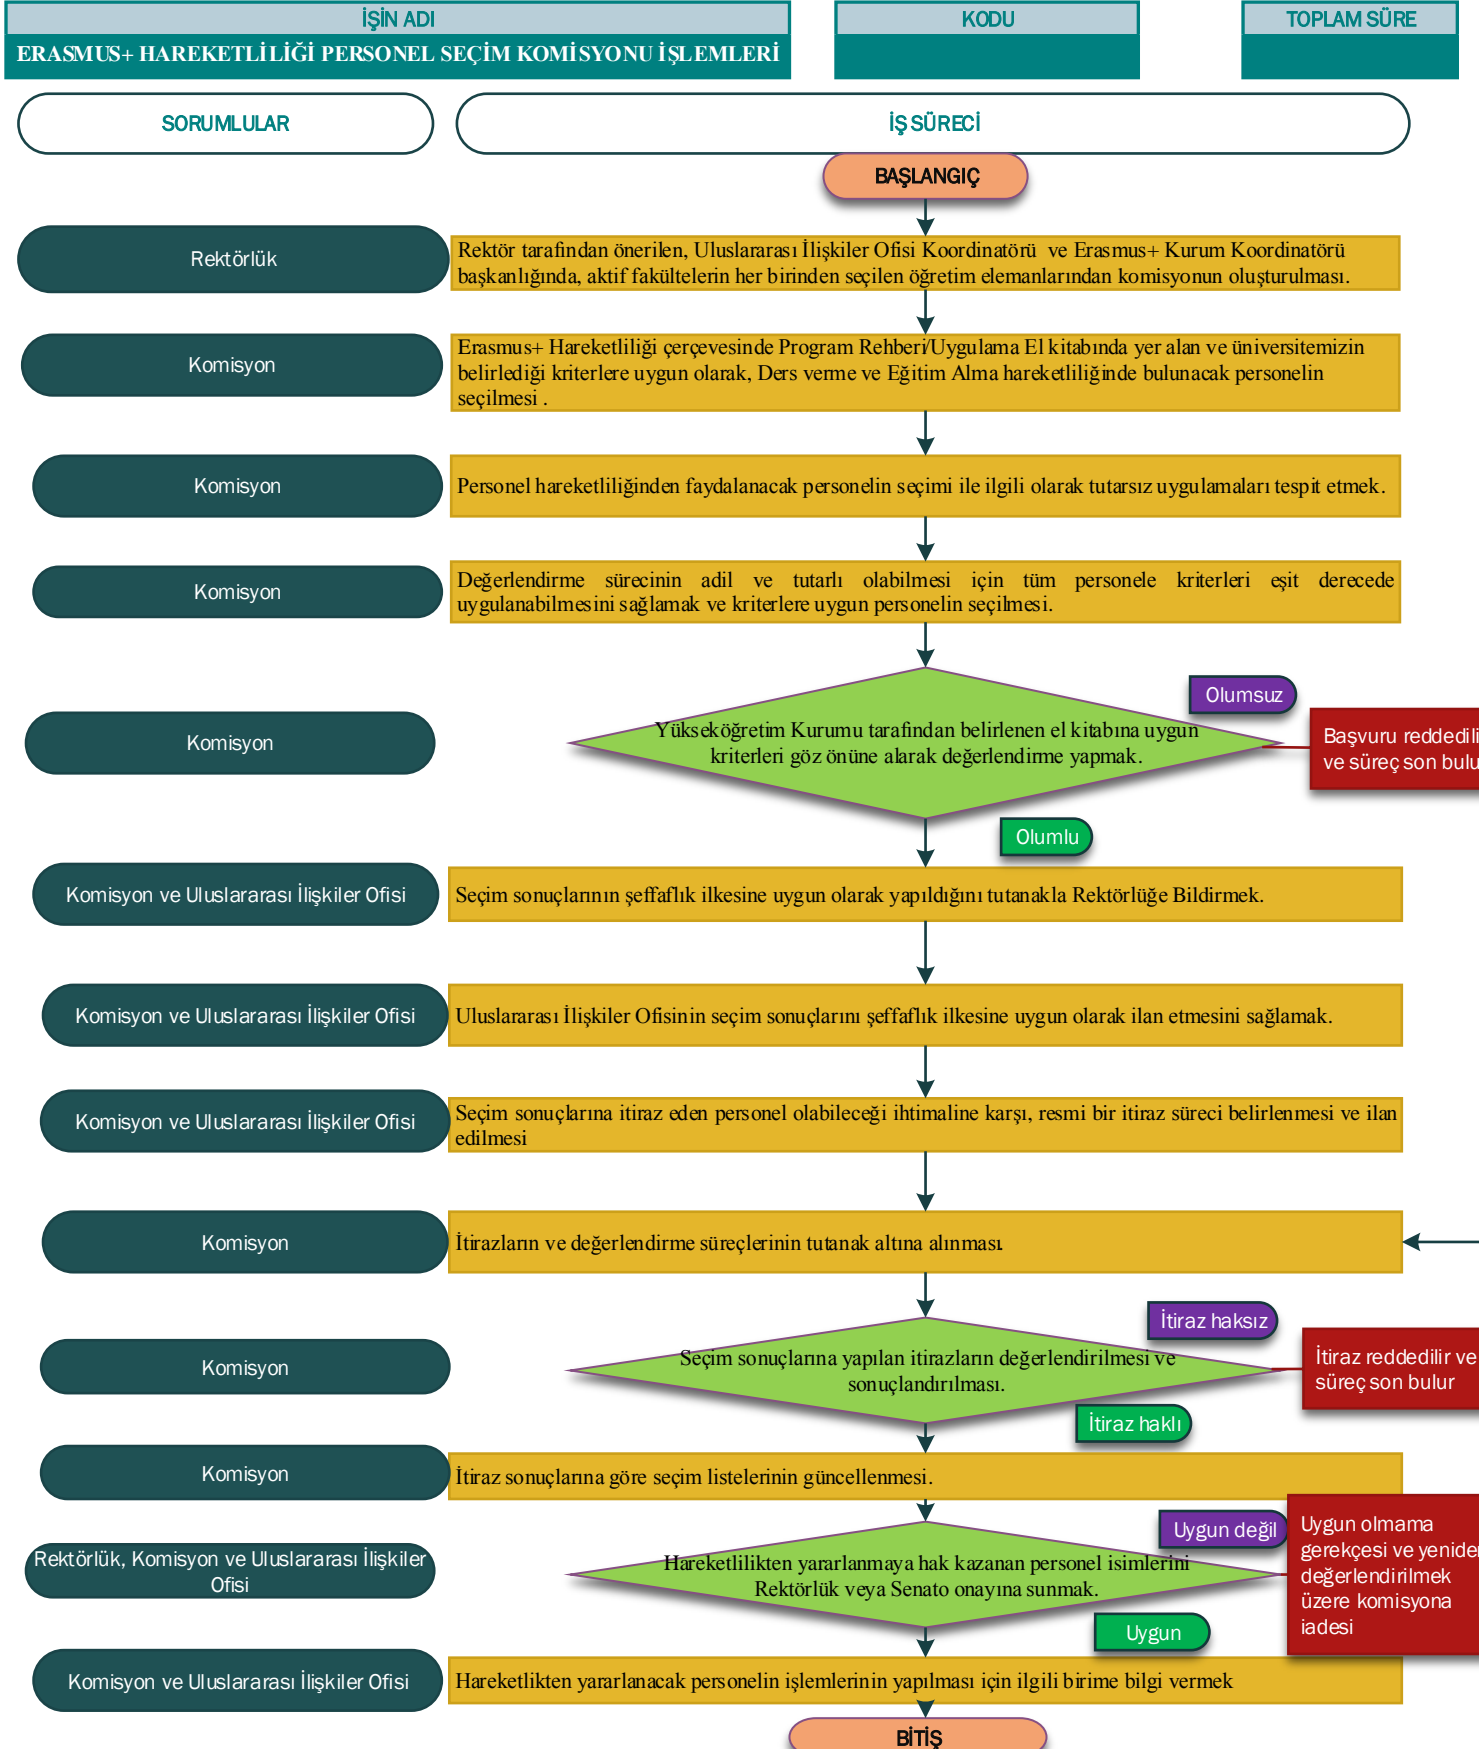 İŞİN ADI
KODU
TOPLAM SÜRE
ERASMUS+ HAREKETLİLİĞİ PERSONEL SEÇİM KOMİSYONU İŞLEMLERİ
SORUMLULAR
İŞ SÜRECİ
BAŞLANGIÇ
Rektörlük
Rektör tarafından önerilen, Uluslararası İlişkiler Ofisi Koordinatörü ve Erasmus+ Kurum Koordinatörü
başkanlığında, aktif fakültelerin her birinden seçilen öğretim elemanlarından komisyonun oluşturulması.
Komisyon
Erasmus+ Hareketliliği çerçevesinde Program Rehberi/Uygulama El kitabında yer alan ve üniversitemizin
belirlediği kriterlere uygun olarak, Ders verme ve Eğitim Alma hareketliliğinde bulunacak personelin
seçilmesi .
Komisyon
Personel hareketliliğinden faydalanacak personelin seçimi ile ilgili olarak tutarsız uygulamaları tespit etmek.
Komisyon
Değerlendirme sürecinin adil ve tutarlı olabilmesi için tüm personele kriterleri eşit derecede
uygulanabilmesini sağlamak ve kriterlere uygun personelin seçilmesi.
Komisyon
Yükseköğretim Kurumu tarafından belirlenen el kitabına uygun
kriterleri göz önüne alarak değerlendirme yapmak.
Olumsuz
Başvuru reddedili
ve süreç son bulu
Olumlu
Komisyon ve Uluslararası İlişkiler Ofisi
Seçim sonuçlarının şeffaflık ilkesine uygun olarak yapıldığını tutanakla Rektörlüğe Bildirmek.
Komisyon ve Uluslararası İlişkiler Ofisi
Uluslararası İlişkiler Ofisinin seçim sonuçlarını şeffaflık ilkesine uygun olarak ilan etmesini sağlamak.
Komisyon ve Uluslararası İlişkiler Ofisi
Seçim sonuçlarına itiraz eden personel olabileceği ihtimaline karşı, resmi bir itiraz süreci belirlenmesi ve ilan
edilmesi
Komisyon
İtirazların ve değerlendirme süreçlerinin tutanak altına alınması.
Komisyon
Seçim sonuçlarına yapılan itirazların değerlendirilmesi ve
sonuçlandırılması.
İtiraz haksız
İtiraz reddedilir ve
süreç son bulur
İtiraz haklı
Komisyon
İtiraz sonuçlarına göre seçim listelerinin güncellenmesi.
Rektörlük, Komisyon ve Uluslararası İlişkiler
Ofisi
Hareketlilikten yararlanmaya hak kazanan personel isimlerini
Rektörlük veya Senato onayına sunmak.
Uygun değil
Uygun olmama
gerekçesi ve yeniden
değerlendirilmek
üzere komisyona
iadesi
Uygun
Komisyon ve Uluslararası İlişkiler Ofisi
Hareketlikten yararlanacak personelin işlemlerinin yapılması için ilgili birime bilgi vermek
BİTİŞ